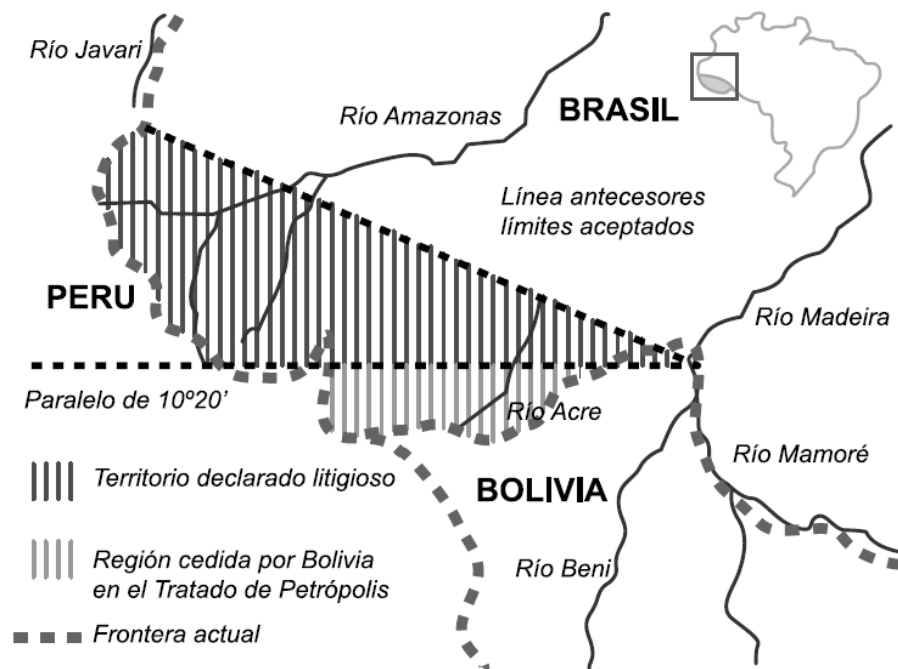 Río Javari
Río Amazonas
BRASIL
Línea antecesores
límites aceptados
PERU
Río Madeira
Paralelo de 10º20’
Río Acre
Río Mamoré
Territorio declarado litigioso
BOLIVIA
Región cedida por Bolivia
en el Tratado de Petrópolis
Río Beni
Frontera actual